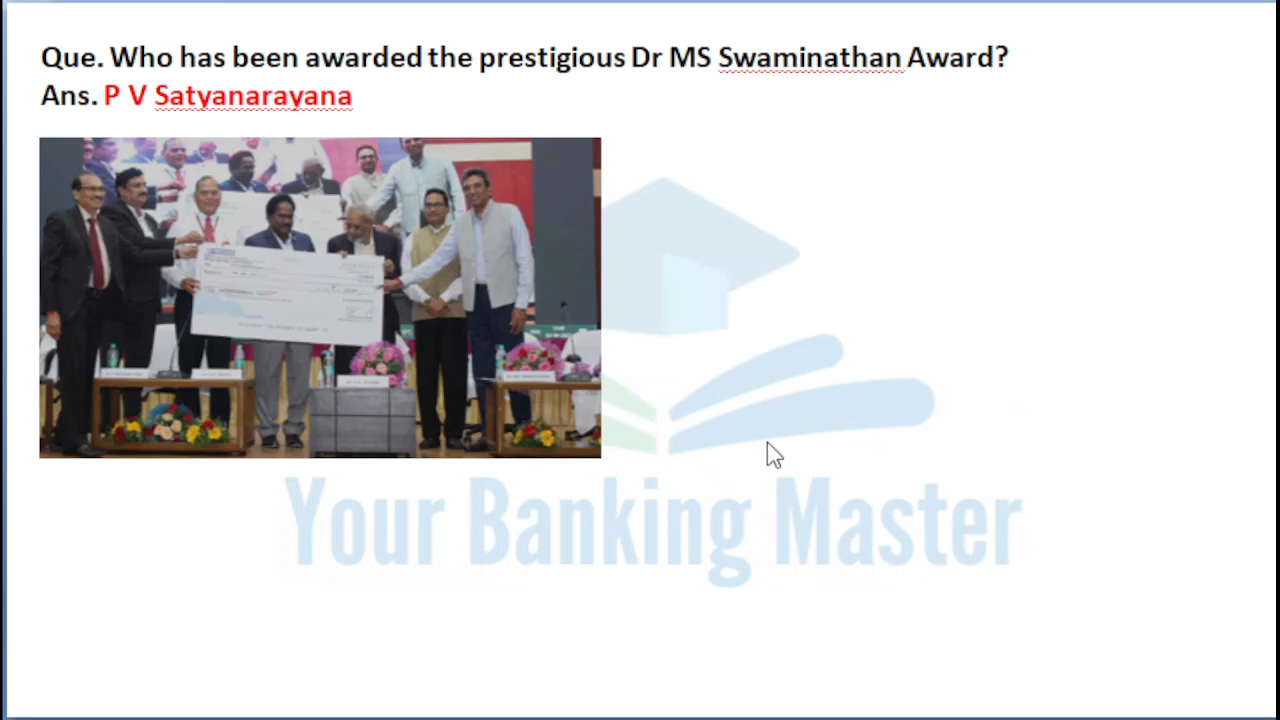 Que. Who has been awarded the prestigious Dr MS Swaminathan Award?
Ans. P V Satyanarayana
Your Banking Master